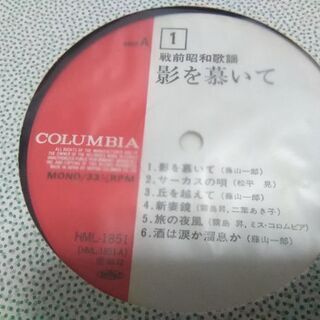 A
1
戦前昭和歌謡
影を慕いて
COLUMBIA
MONO/33⅓RPM
HML-1851
(HML-1851A)
1.影を慕いて(藤山一郎)
2.サーカスの唄(松平 晃)
3.丘を越えて(藤山一郎)
4.新妻鏡(霧島昇、二葉あき子)
5.旅の夜風(霧島 昇、ミス・コロムビア)
6.酒は涙か溜息か(藤山一郎)